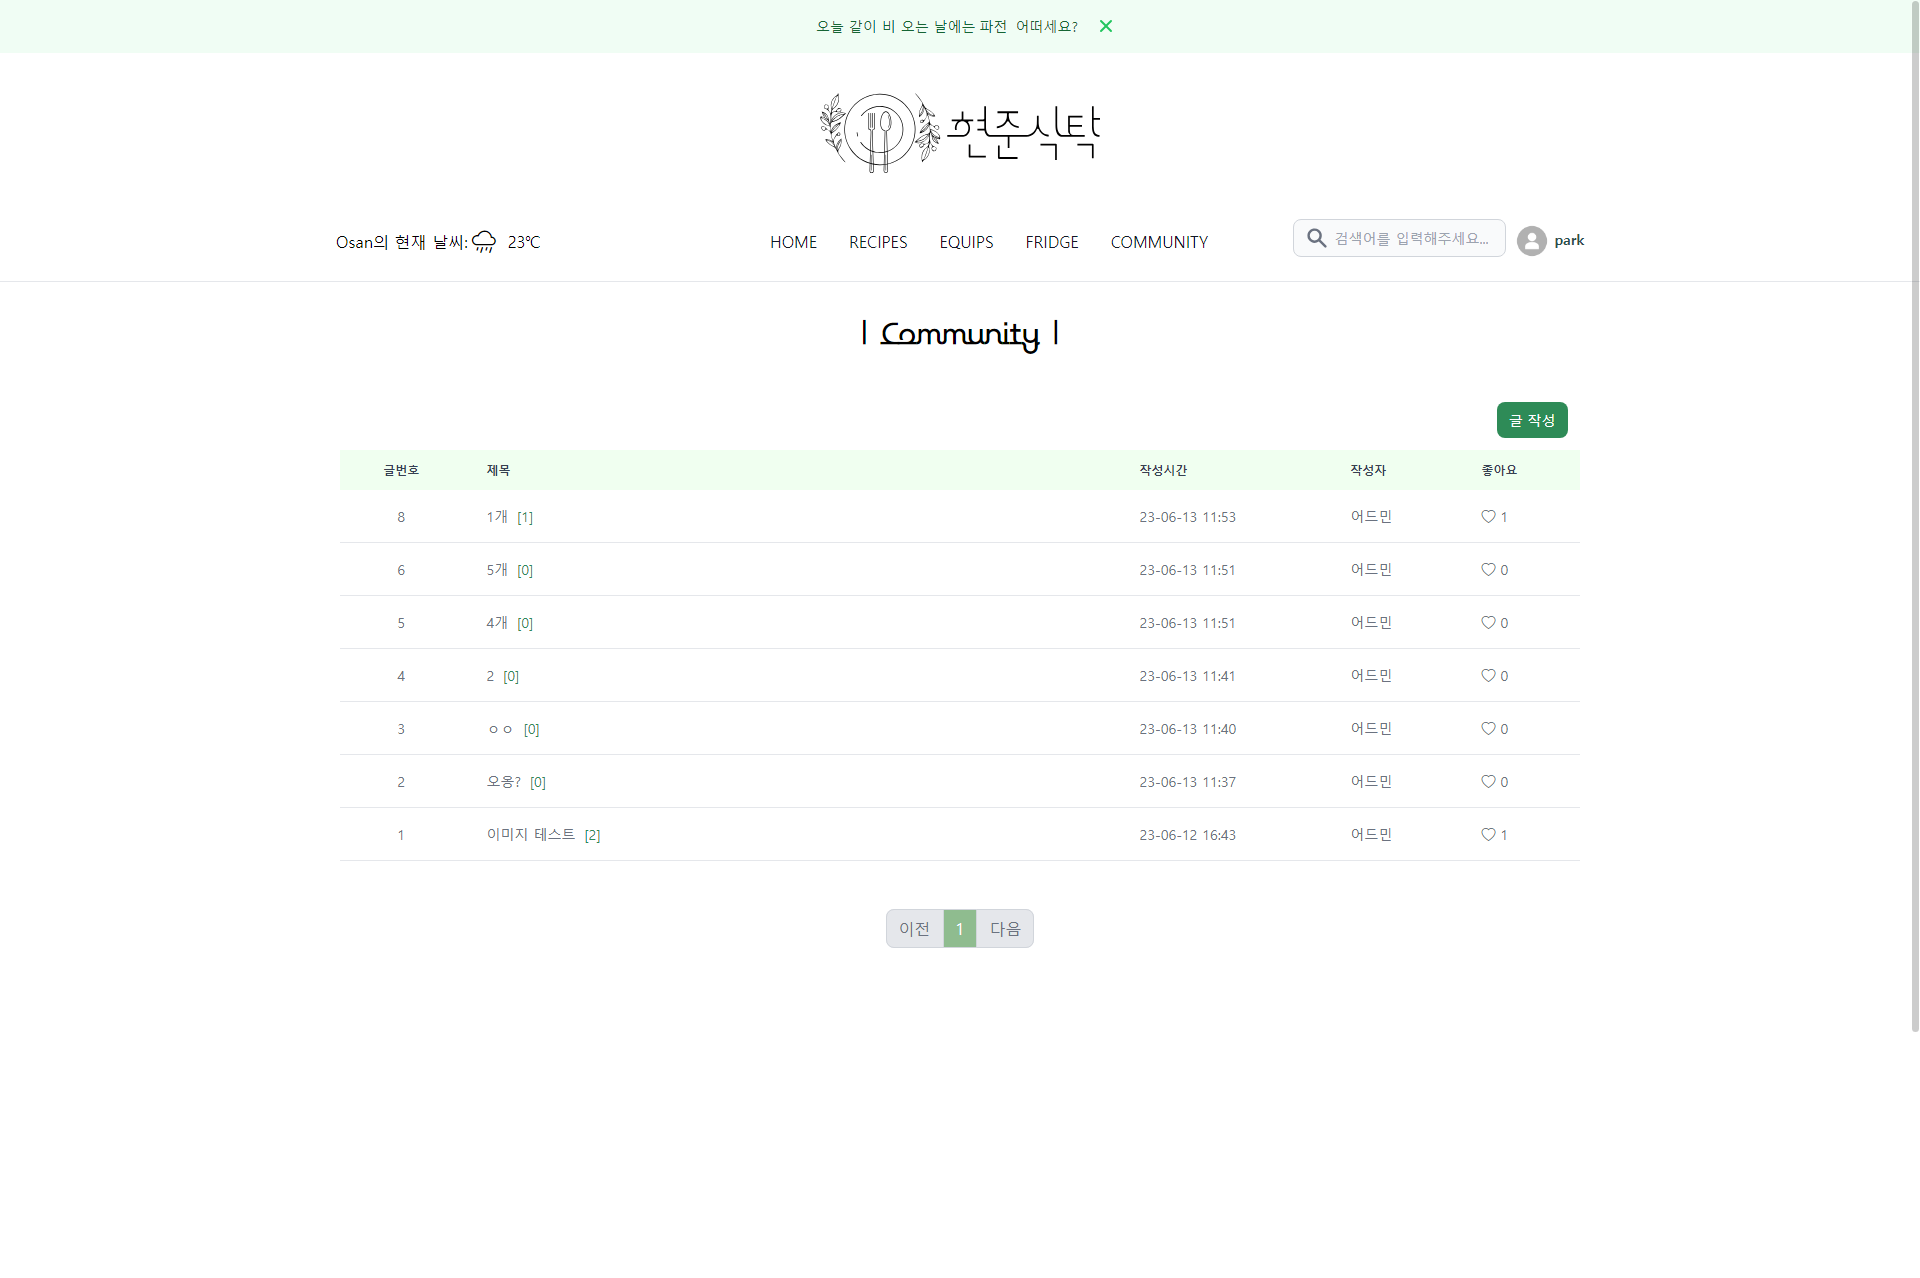 오늘 같이 비 오는 날에는 파전 어떠세요?
현준식탁
Osan의 현재 날씨: 23℃
HOME RECIPES EQUIPS FRIDGE COMMUNITY
검색어를 입력해주세요...
park
| Community |
글 작성
글번호 제목 작성시간 작성자 좋아요
8 1개 [1] 23-06-13 11:53 어드민 ♡ 1
6 5개 [0] 23-06-13 11:51 어드민 ♡ 0
5 4개 [0] 23-06-13 11:51 어드민 ♡ 0
4 2 [0] 23-06-13 11:41 어드민 ♡ 0
3 ㅇㅇ [0] 23-06-13 11:40 어드민 ♡ 0
2 오옹? [0] 23-06-13 11:37 어드민 ♡ 0
1 이미지 테스트 [2] 23-06-12 16:43 어드민 ♡ 1
이전 1 다음